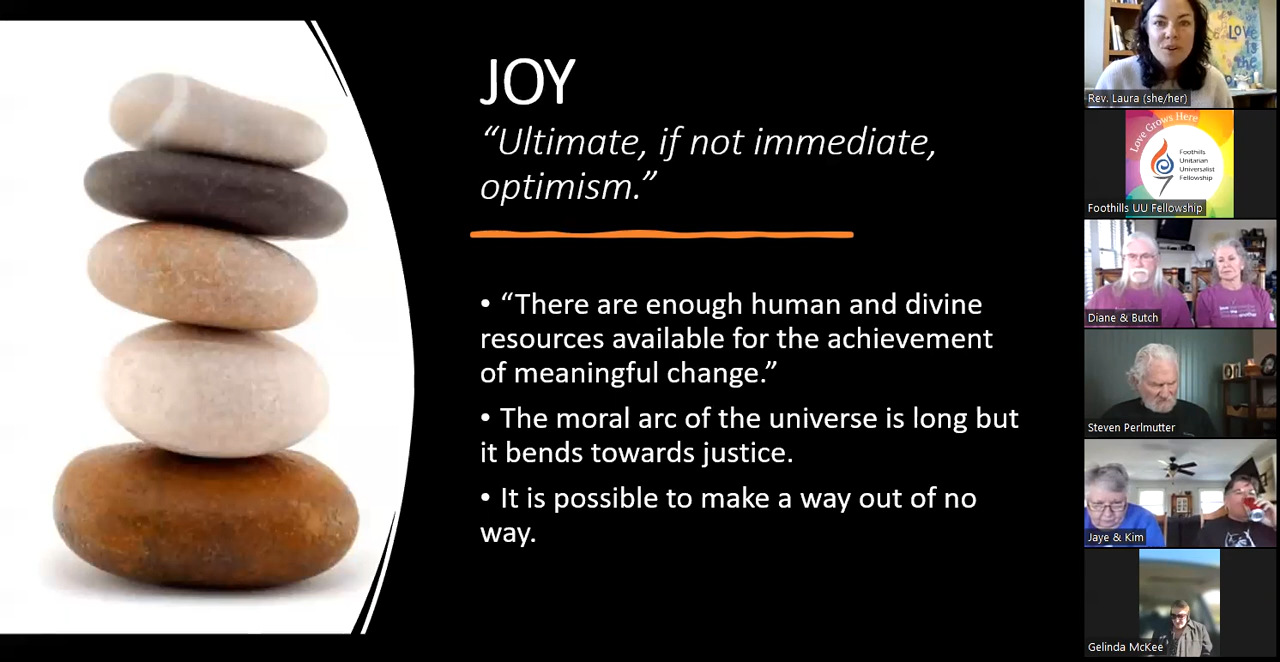 JOY
“Ultimate, if not immediate,
optimism.”
• “There are enough human and divine
resources available for the achievement
of meaningful change.”
• The moral arc of the universe is long but
it bends towards justice.
• It is possible to make a way out of no
way.
LOVE
is
the
Rev. Laura (she/her)
Love Grows Here
Foothills
Unitarian
Universalist
Fellowship
Foothills UU Fellowship
Diane & Butch
Steven Perlmutter
Jaye & Kim
Gelinda McKee